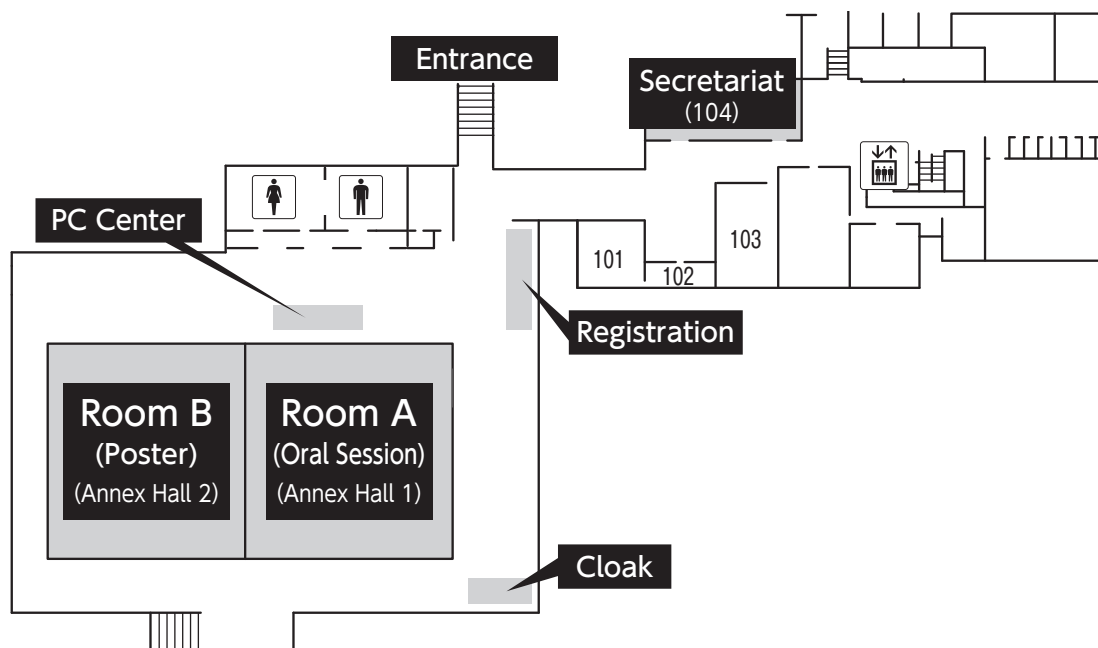 Entrance
Secretariat
(104)
PC Center
101
102
103
Registration
Room B
(Poster)
(Annex Hall 2)
Room A
(Oral Session)
(Annex Hall 1)
Cloak